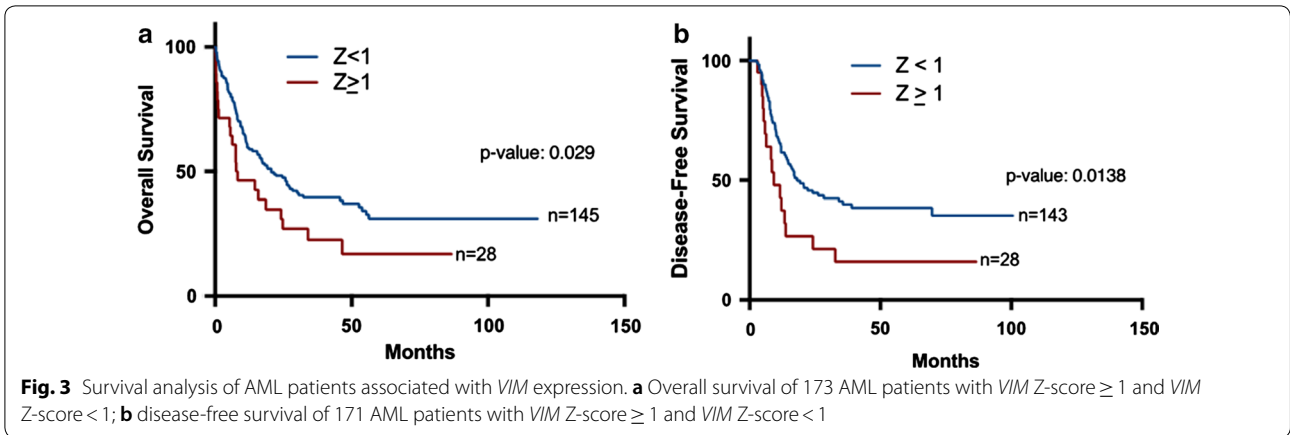 a
Overall Survival
100
50
0
Z<1
Z≥1
p-value: 0.029
n=145
n=28
0 50 100 150
Months
b
Disease-Free Survival
100
50
0
Z < 1
Z ≥ 1
p-value: 0.0138
n=143
n=28
0 50 100 150
Months
Fig. 3 Survival analysis of AML patients associated with VIM expression. a Overall survival of 173 AML patients with VIM Z-score ≥ 1 and VIM
Z-score < 1; b disease-free survival of 171 AML patients with VIM Z-score ≥ 1 and VIM Z-score < 1